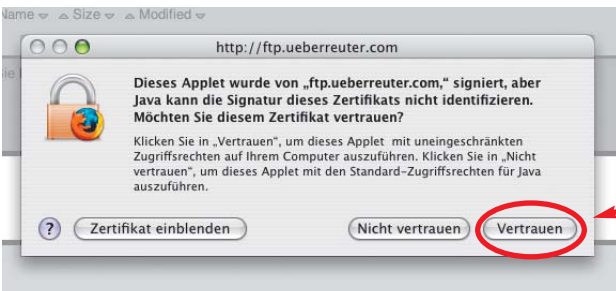 Name Size Modified
http://ftp.ueberreuter.com
Dieses Applet wurde von „ftp.ueberreuter.com,“ signiert, aber
Java kann die Signatur dieses Zertifikats nicht identifizieren.
Möchten Sie diesem Zertifikat vertrauen?
Klicken Sie in „Vertrauen“, um dieses Applet mit uneingeschränkten
Zugriffsrechten auf Ihrem Computer auszuführen. Klicken Sie in „Nicht
vertrauen“, um dieses Applet mit den Standard-Zugriffsrechten für Java
auszuführen.
? Zertifikat einblenden Nicht vertrauen Vertrauen